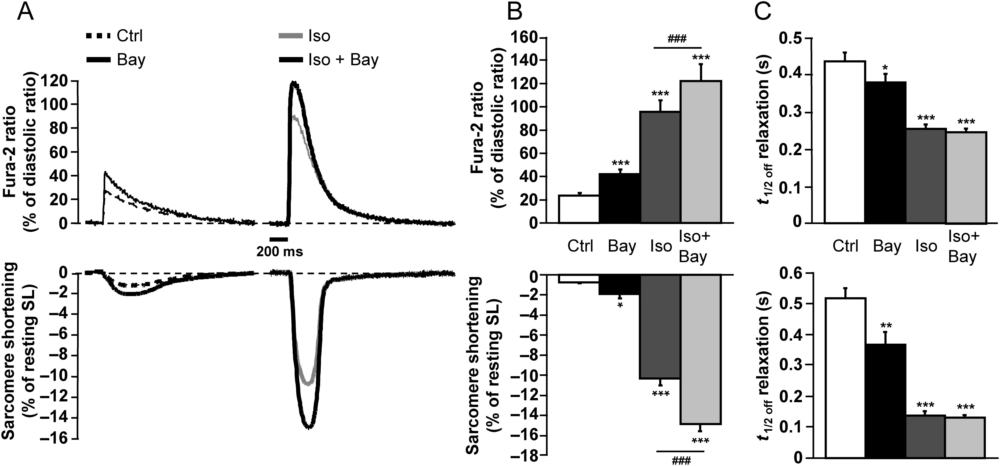 A
Ctrl
Bay
Iso
Iso + Bay
Fura-2 ratio
(% of diastolic ratio)
120
100
80
60
40
20
0
200 ms
Sarcomere shortening
(% of resting SL)
0
–2
–4
–6
–8
–10
–12
–14
–16
B
Fura-2 ratio
(% of diastolic ratio)
160
140
120
100
80
60
40
20
0
###
***
***
***
Ctrl
Bay
Iso
Iso+
Bay
Sarcomere shortening
(% of resting SL)
0
–2
–4
–6
–8
–10
–12
–14
–16
–18
*
***
***
###
C
t 1/2 off relaxation (s)
0.5
0.4
0.3
0.2
0.1
0
*
***
***
Ctrl
Bay
Iso
Iso+
Bay
t 1/2 off relaxation (s)
0.6
0.5
0.4
0.3
0.2
0.1
0
**
***
***